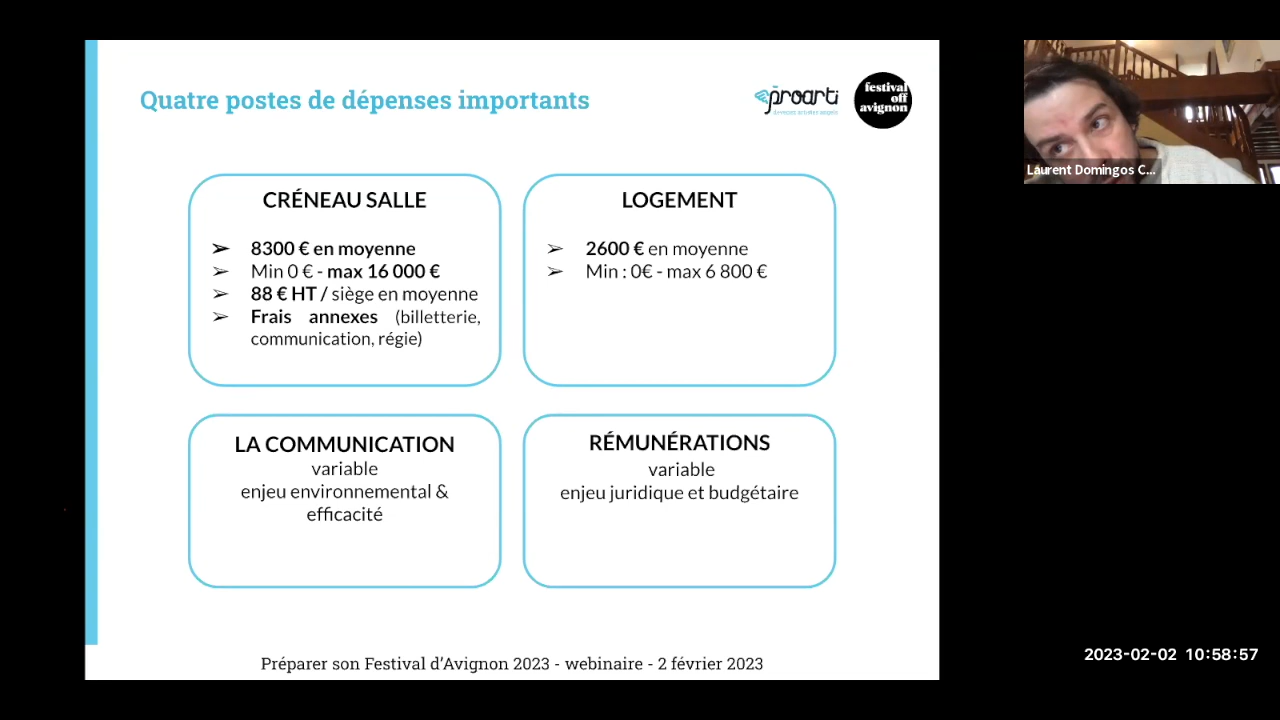 Quatre postes de dépenses importants
proarti
festival
off
avignon
CRÉNEAU SALLE
➢ 8300 € en moyenne
➢ Min 0 € - max 16 000 €
➢ 88 € HT / siège en moyenne
➢ Frais annexes (billetterie,
communication, régie)
LOGEMENT
➢ 2600 € en moyenne
➢ Min : 0€ - max 6 800 €
LA COMMUNICATION
variable
enjeu environnemental &
efficacité
RÉMUNÉRATIONS
variable
enjeu juridique et budgétaire
Préparer son Festival d'Avignon 2023 - webinaire - 2 février 2023
Laurent Domingos C...
2023-02-02 10:58:57